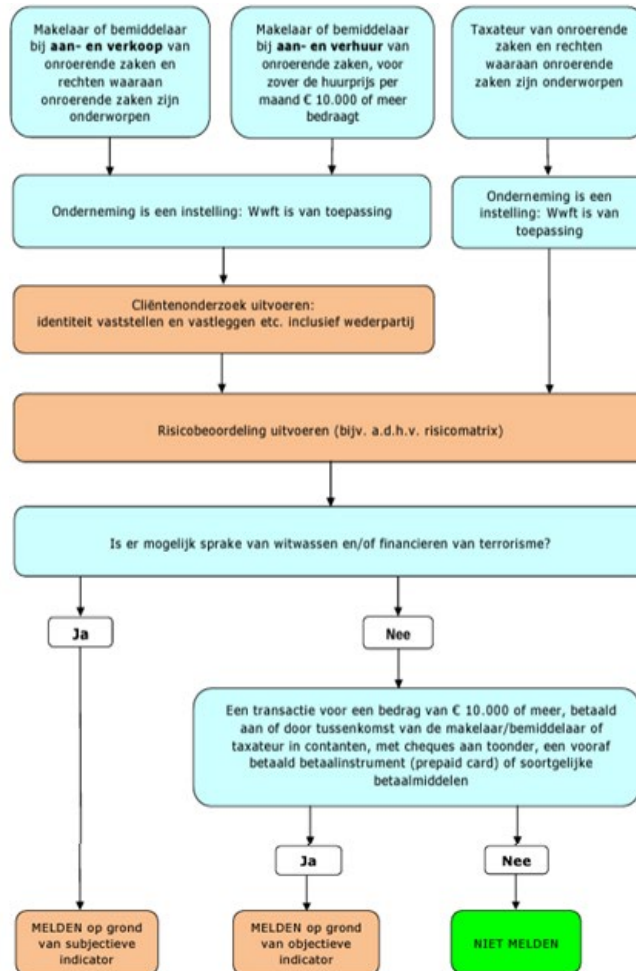 Makelaar of bemiddelaar
bij aan- en verkoop van
onroerende zaken en
rechten waaraan
onroerende zaken zijn
onderworpen
Makelaar of bemiddelaar
bij aan- en verhuur van
onroerende zaken, voor
zover de huurprijs per
maand € 10.000 of meer
bedraagt
Taxateur van onroerende
zaken en rechten
waaraan onroerende
zaken zijn onderworpen
Onderneming is een instelling: Wwft is van toepassing
Onderneming is een
instelling: Wwft is van
toepassing
Cliëntenonderzoek uitvoeren:
identiteit vaststellen en vastleggen etc. inclusief wederpartij
Risicobeoordeling uitvoeren (bijv. a.d.h.v. risicomatrix)
Is er mogelijk sprake van witwassen en/of financieren van terrorisme?
Ja
Nee
Een transactie voor een bedrag van € 10.000 of meer, betaald
aan of door tussenkomst van de makelaar/bemiddelaar of
taxateur in contanten, met cheques aan toonder, een vooraf
betaald betaalinstrument (prepaid card) of soortgelijke
betaalmiddelen
Ja
Nee
MELDEN op grond
van subjectieve
indicator
MELDEN op grond
van objectieve
indicator
NIET MELDEN